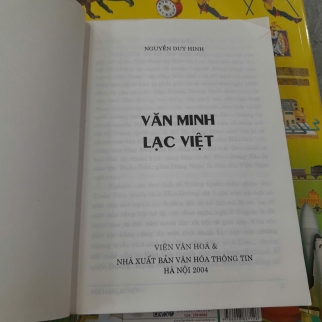 NGUYỄN DUY HINH
VĂN MINH
LẠC VIỆT
VIỆN VĂN HOÁ &
NHÀ XUẤT BẢN VĂN HÓA THÔNG TIN
HÀ NỘI 2004